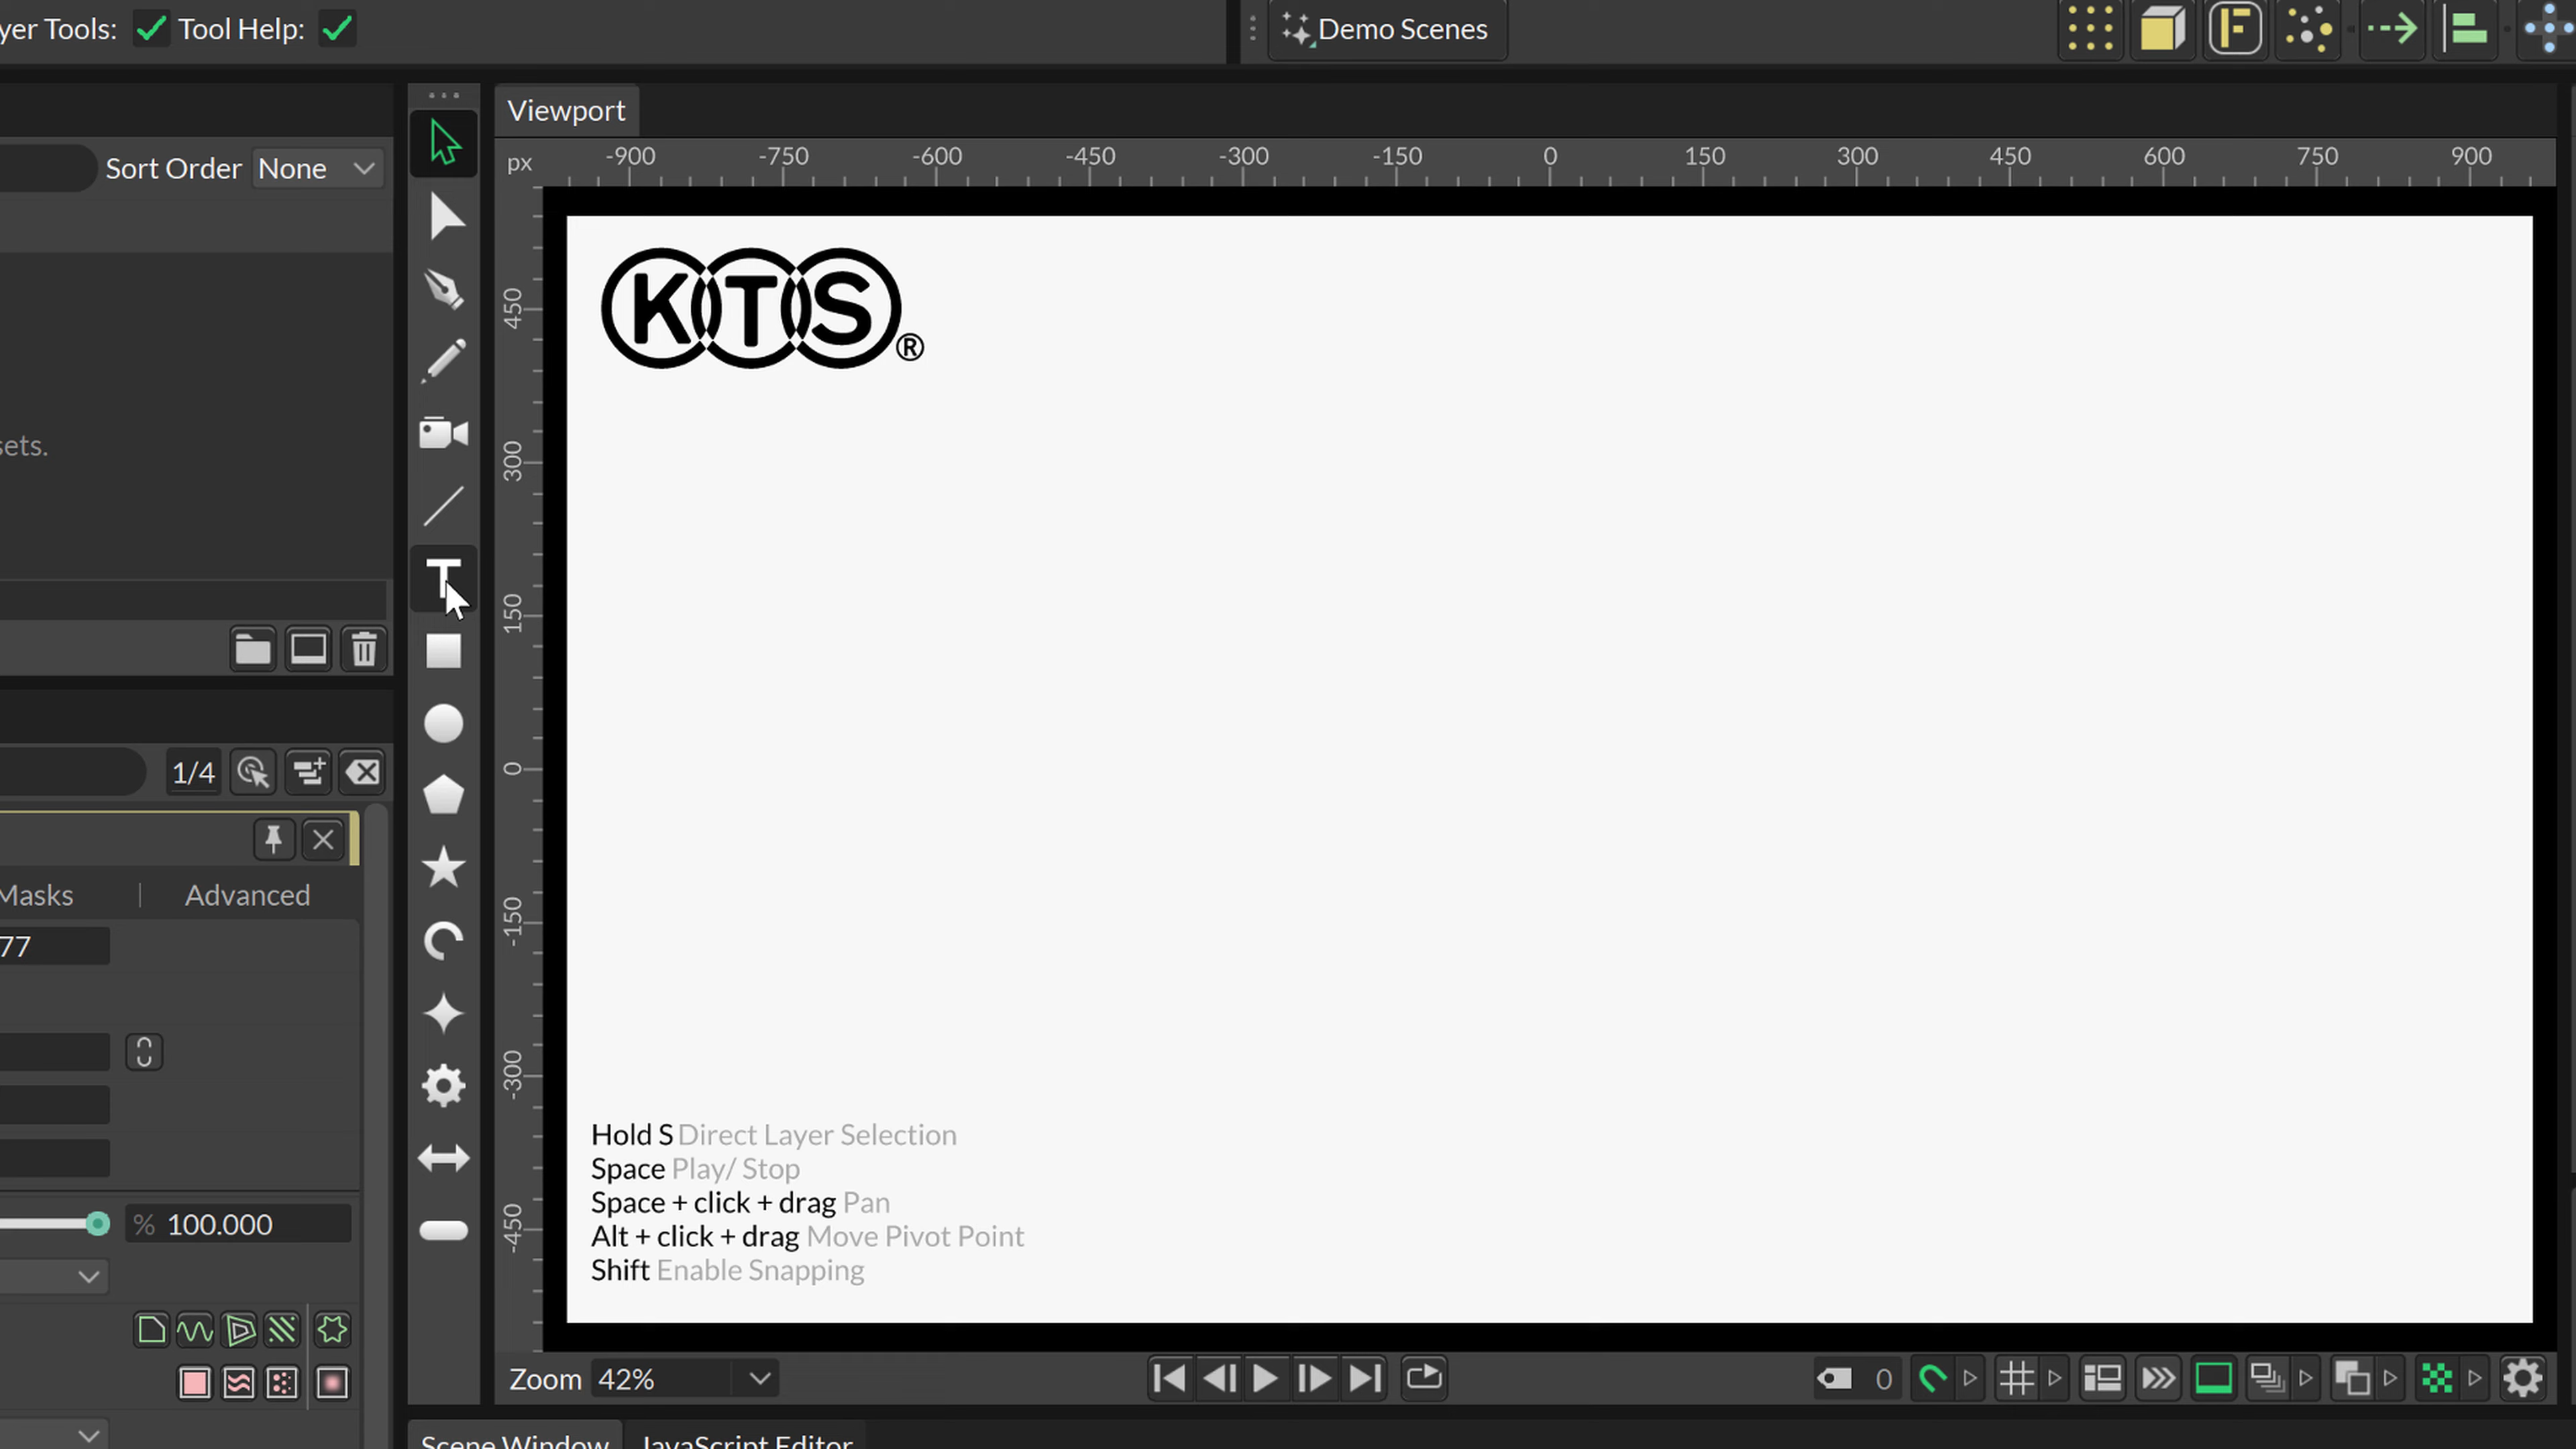 yer Tools: Tool Help:
Demo Scenes
F
Viewport
Sort Order None
px -900 -750 -600 -450 -300 -150 0 150 300 450 600 750 900
KTS®
450
300
sets.
150
T
0
1/4
Masks | Advanced
-150
77
-300
Hold S Direct Layer Selection
Space Play/ Stop
Space + click + drag Pan
Alt + click + drag Move Pivot Point
Shift Enable Snapping
-450
% 100.000
Zoom 42%
0
Scene Window JavaScript Editor